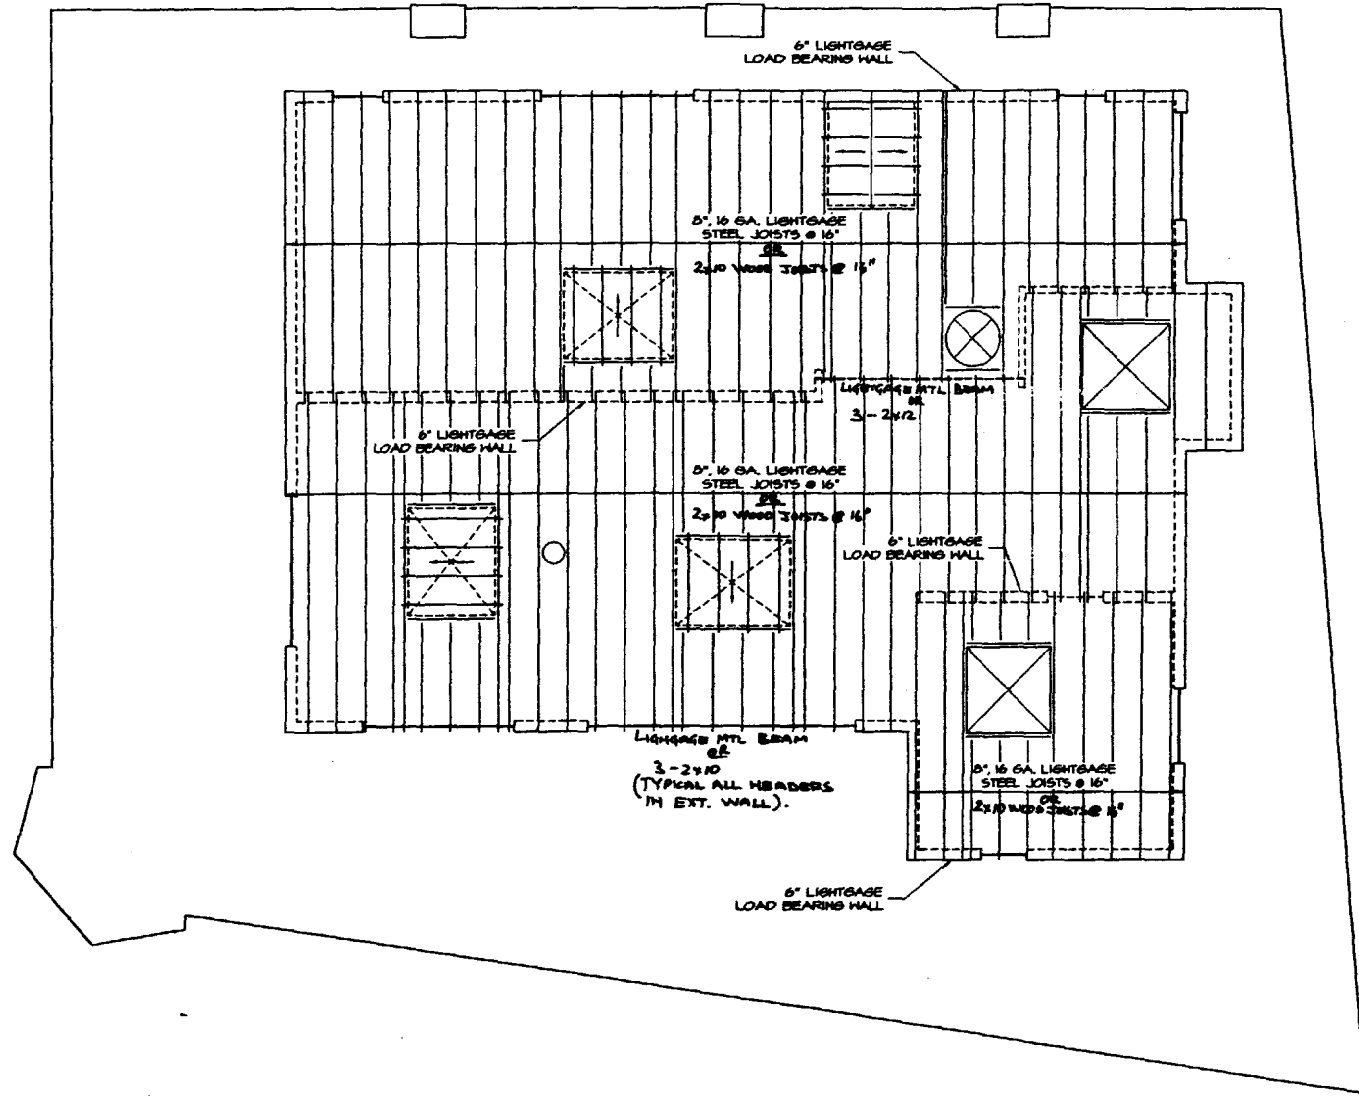 6" LIGHTGAGE
LOAD BEARING WALL
8", 16 GA. LIGHTGAGE
STEEL JOISTS @ 16"
OR
2x10 WOOD JOISTS @ 16"
LIGHTGAGE MTL BEAM
OR
3-2x12
6" LIGHTGAGE
LOAD BEARING WALL
8", 16 GA. LIGHTGAGE
STEEL JOISTS @ 16"
OR
2x10 WOOD JOISTS @ 16"
6" LIGHTGAGE
LOAD BEARING WALL
LIGHGAGE MTL BEAM
OR
3-2x10
(TYPICAL ALL HEADERS
IN EXT. WALL).
8", 16 GA. LIGHTGAGE
STEEL JOISTS @ 16"
OR
2x10 WOOD JOISTS @ 16"
6" LIGHTGAGE
LOAD BEARING WALL